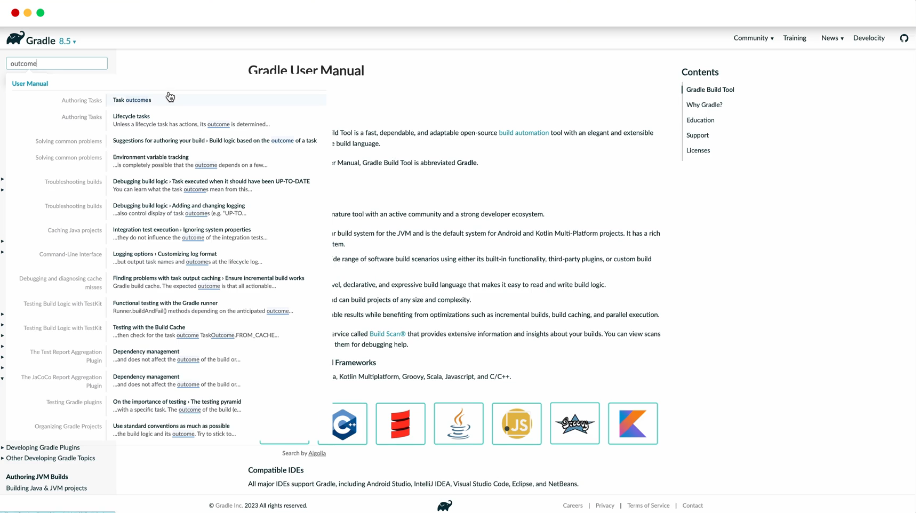 Gradle 8.5
Community
Training
News
Develocity
outcome
User Manual
Authoring Tasks
Task outcomes
Authoring Tasks
Lifecycle tasks
Unless a lifecycle task has actions, its outcome is determined...
Solving common problems
Suggestions for authoring your build › Build logic based on the outcome of a task
Solving common problems
Environment variable tracking
...is completely possible that the outcome depends on a few...
Troubleshooting builds
Debugging build logic › Task executed when it should have been UP-TO-DATE
You can learn what the task outcomes mean from this...
Troubleshooting builds
Debugging build logic › Adding and changing logging
...also control display of task outcomes (e.g. "UP-TO...
Caching Java projects
Integration test execution › Ignoring system properties
...they do not influence the outcome of the integration tests...
Command-Line Interface
Logging options › Customizing log format
...but output task names and outcomes at the lifecycle log...
Debugging and diagnosing cache
misses
Finding problems with task output caching › Ensure incremental build works
Gradle build cache. The expected outcome is that all actionable...
Testing Build Logic with TestKit
Functional testing with the Gradle runner
Runner.buildAndFail() methods depending on the anticipated outcome...
Testing Build Logic with TestKit
Testing with the Build Cache
...then check for the task outcome TaskOutcome.FROM_CACHE...
The Test Report Aggregation
Plugin
Dependency management
...and does not affect the outcome of the build or...
The JaCoCo Report Aggregation
Plugin
Dependency management
...and does not affect the outcome of the build or...
Testing Gradle plugins
On the importance of testing › The testing pyramid
...with a specific task. The outcome of the build (e...
Organizing Gradle Projects
Use standard conventions as much as possible
...the build logic and its outcome. Try to stick to...
Search by Algolia
Developing Gradle Plugins
Other Developing Gradle Topics
Authoring JVM Builds
Building Java & JVM projects
Gradle User Manual
ild Tool is a fast, dependable, and adaptable open-source build automation tool with an elegant and extensible
e build language.
r Manual, Gradle Build Tool is abbreviated Gradle.
ature tool with an active community and a strong developer ecosystem.
r build system for the JVM and is the default system for Android and Kotlin Multi-Platform projects. It has a rich
tem.
de range of software build scenarios using either its built-in functionality, third-party plugins, or custom build
vel, declarative, and expressive build language that makes it easy to read and write build logic.
nd can build projects of any size and complexity.
ble results while benefiting from optimizations such as incremental builds, build caching, and parallel execution.
rvice called Build Scan® that provides extensive information and insights about your builds. You can view scans
them for debugging help.
l Frameworks
a, Kotlin Multiplatform, Groovy, Scala, Javascript, and C/C++.
C++
JS
Groovy
Compatible IDEs
All major IDEs support Gradle, including Android Studio, IntelliJ IDEA, Visual Studio Code, Eclipse, and NetBeans.
Contents
Gradle Build Tool
Why Gradle?
Education
Support
Licenses
© Gradle Inc. 2023 All rights reserved.
Careers | Privacy | Terms of Service | Contact